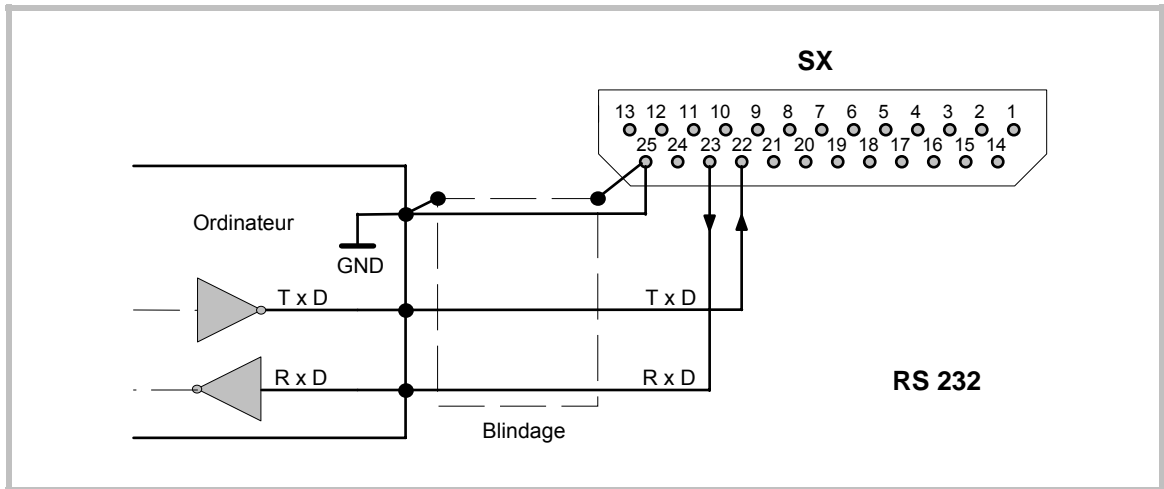 SX
13 12 11 10 9 8 7 6 5 4 3 2 1
25 24 23 22 21 20 19 18 17 16 15 14
Ordinateur
GND
T x D T x D
R x D R x D
RS 232
Blindage